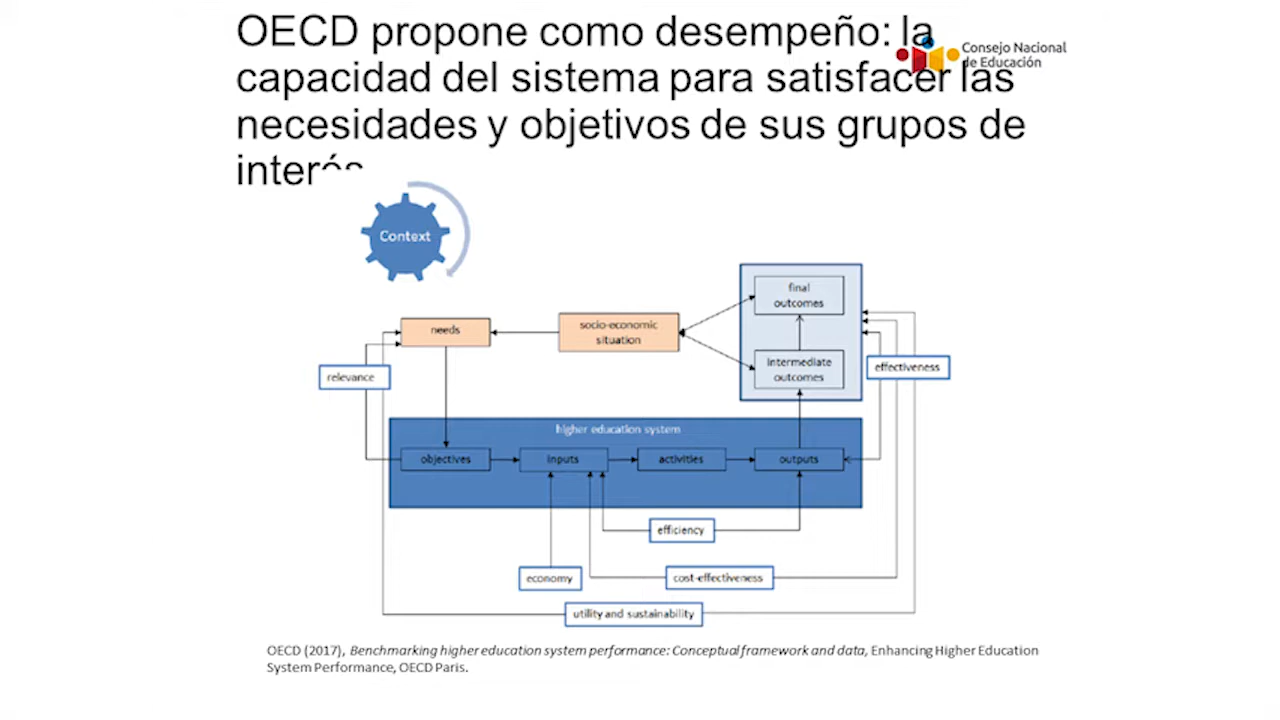 OECD propone como desempeño: la
capacidad del sistema para satisfacer las
necesidades y objetivos de sus grupos de
interés
Consejo Nacional
de Educación
Context
final
outcomes
needs
socio-economic
situation
intermediate
outcomes
relevance
effectiveness
higher education system
objectives
inputs
activities
outputs
efficiency
economy
cost-effectiveness
utility and sustainability
OECD (2017), Benchmarking higher education system performance: Conceptual framework and data, Enhancing Higher Education
System Performance, OECD Paris.